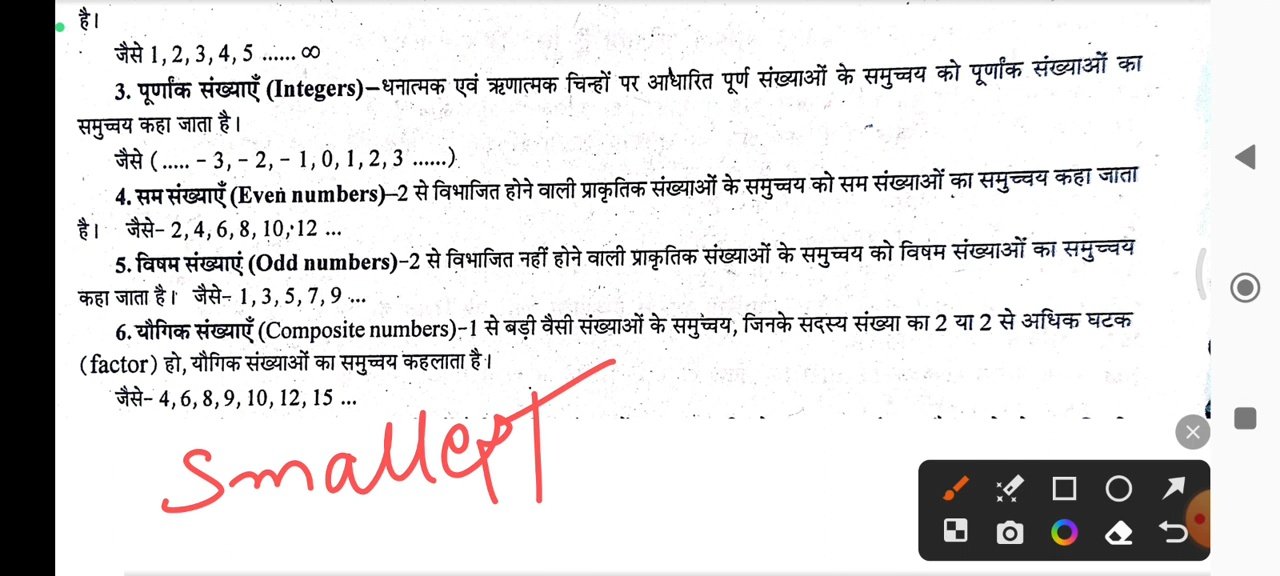 है।
जैसे 1, 2, 3, 4, 5 ...... ∞
3. पूर्णांक संख्याएँ (Integers)–धनात्मक एवं ऋणात्मक चिन्हों पर आधारित पूर्ण संख्याओं के समुच्चय को पूर्णांक संख्याओं का
समुच्चय कहा जाता है।
जैसे (..... - 3, - 2, - 1, 0, 1, 2, 3 ......)
4. सम संख्याएँ (Even numbers)–2 से विभाजित होने वाली प्राकृतिक संख्याओं के समुच्चय को सम संख्याओं का समुच्चय कहा जाता
है। जैसे- 2, 4, 6, 8, 10, 12 ...
5. विषम संख्याएं (Odd numbers)–2 से विभाजित नहीं होने वाली प्राकृतिक संख्याओं के समुच्चय को विषम संख्याओं का समुच्चय
कहा जाता है। जैसे- 1, 3, 5, 7, 9 ...
6. यौगिक संख्याएँ (Composite numbers)-1 से बड़ी वैसी संख्याओं के समुच्चय, जिनके सदस्य संख्या का 2 या 2 से अधिक घटक
(factor) हो, यौगिक संख्याओं का समुच्चय कहलाता है।
जैसे- 4, 6, 8, 9, 10, 12, 15 ...
smallest